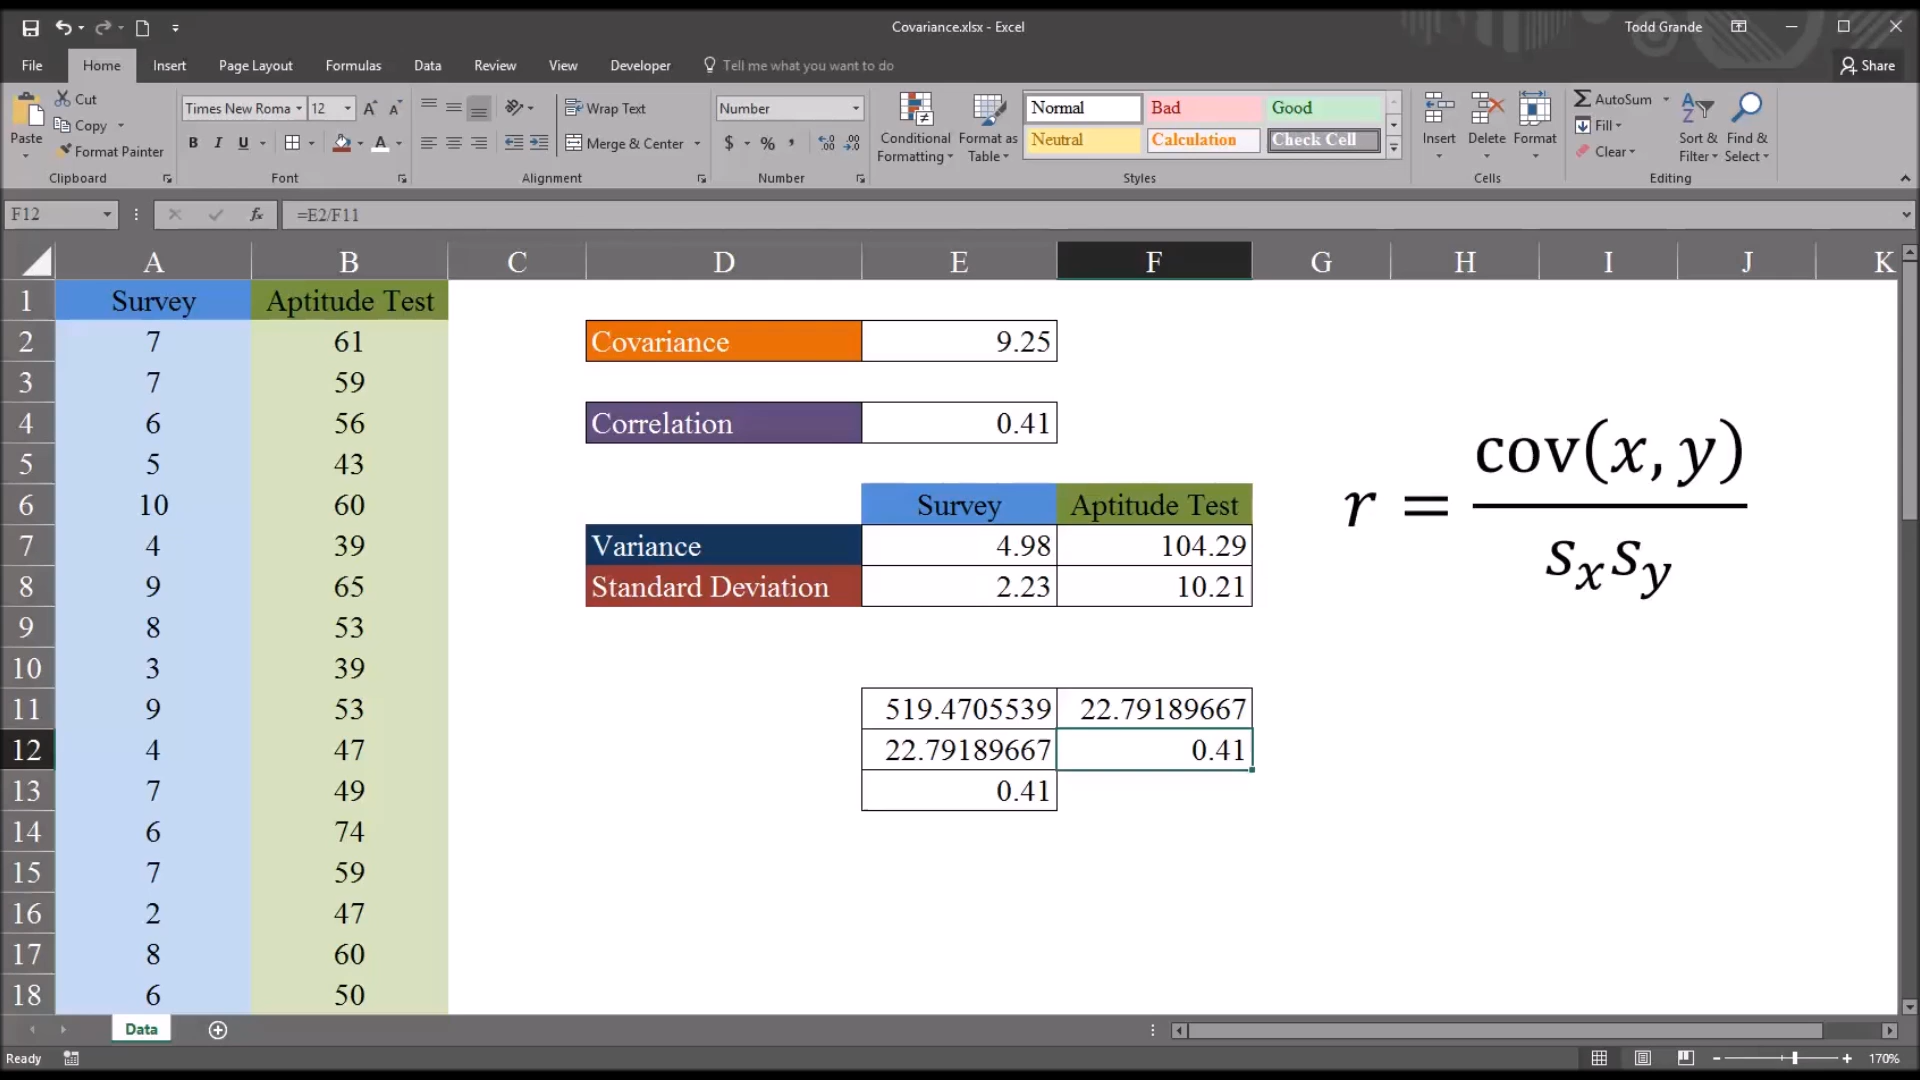 Covariance.xlsx - Excel
Todd Grande
File Home Insert Page Layout Formulas Data Review View Developer Tell me what you want to do Share
Paste
Cut
Copy
Format Painter
Clipboard
Times New Roma 12
B I U
Font
Wrap Text
Merge & Center
Alignment
Number
$ % ,
Number
Conditional Formatting
Format as Table
Normal Bad Good
Neutral Calculation Check Cell
Styles
Insert Delete Format
Cells
AutoSum
Fill
Clear
Sort & Filter
Find & Select
Editing
F12 fx =E2/F11
A B C D E F G H I J K
1 Survey Aptitude Test
2 7 61 Covariance 9.25
3 7 59
4 6 56 Correlation 0.41
5 5 43
6 10 60 Survey Aptitude Test
7 4 39 Variance 4.98 104.29
8 9 65 Standard Deviation 2.23 10.21
9 8 53
10 3 39
11 9 53 519.4705539 22.79189667
12 4 47 22.79189667 0.41
13 7 49 0.41
14 6 74
15 7 59
16 2 47
17 8 60
18 6 50
r = cov(x, y) / s_x s_y
Data
Ready 170%